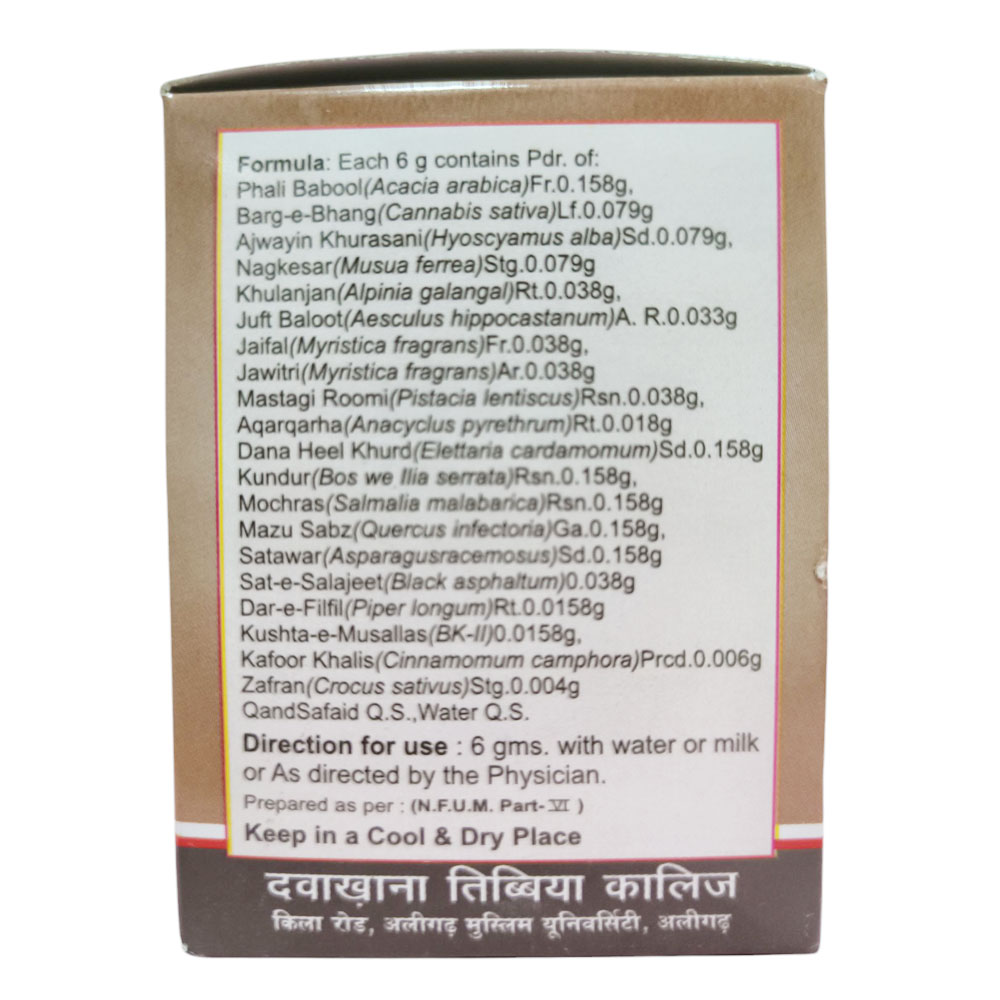 Formula: Each 6 g contains Pdr. of:
Phali Babool(Acacia arabica)Fr.0.158g,
Barg-e-Bhang(Cannabis sativa)Lf.0.079g
Ajwayin Khurasani(Hyoscyamus alba)Sd.0.079g,
Nagkesar(Musua ferrea)Stg.0.079g
Khulanjan(Alpinia galangal)Rt.0.038g,
Juft Baloot(Aesculus hippocastanum)A. R.0.033g
Jaifal(Myristica fragrans)Fr.0.038g,
Jawitri(Myristica fragrans)Ar.0.038g
Mastagi Roomi(Pistacia lentiscus)Rsn.0.038g,
Aqarqarha(Anacyclus pyrethrum)Rt.0.018g
Dana Heel Khurd(Elettaria cardamomum)Sd.0.158g
Kundur(Bos we llia serrata)Rsn.0.158g,
Mochras(Salmalia malabarica)Rsn.0.158g
Mazu Sabz(Quercus infectoria)Ga.0.158g,
Satawar(Asparagusracemosus)Sd.0.158g
Sat-e-Salajeet(Black asphaltum)0.038g
Dar-e-Filfil(Piper longum)Rt.0.0158g
Kushta-e-Musallas(BK-II)0.0158g,
Kafoor Khalis(Cinnamomum camphora)Prcd.0.006g
Zafran(Crocus sativus)Stg.0.004g
QandSafaid Q.S.,Water Q.S.
Direction for use : 6 gms. with water or milk
or As directed by the Physician.
Prepared as per : (N.F.U.M. Part- VI )
Keep in a Cool & Dry Place
दवाख़ाना तिब्बिया कालिज
किला रोड, अलीगढ़ मुस्लिम यूनिवर्सिटी, अलीगढ़